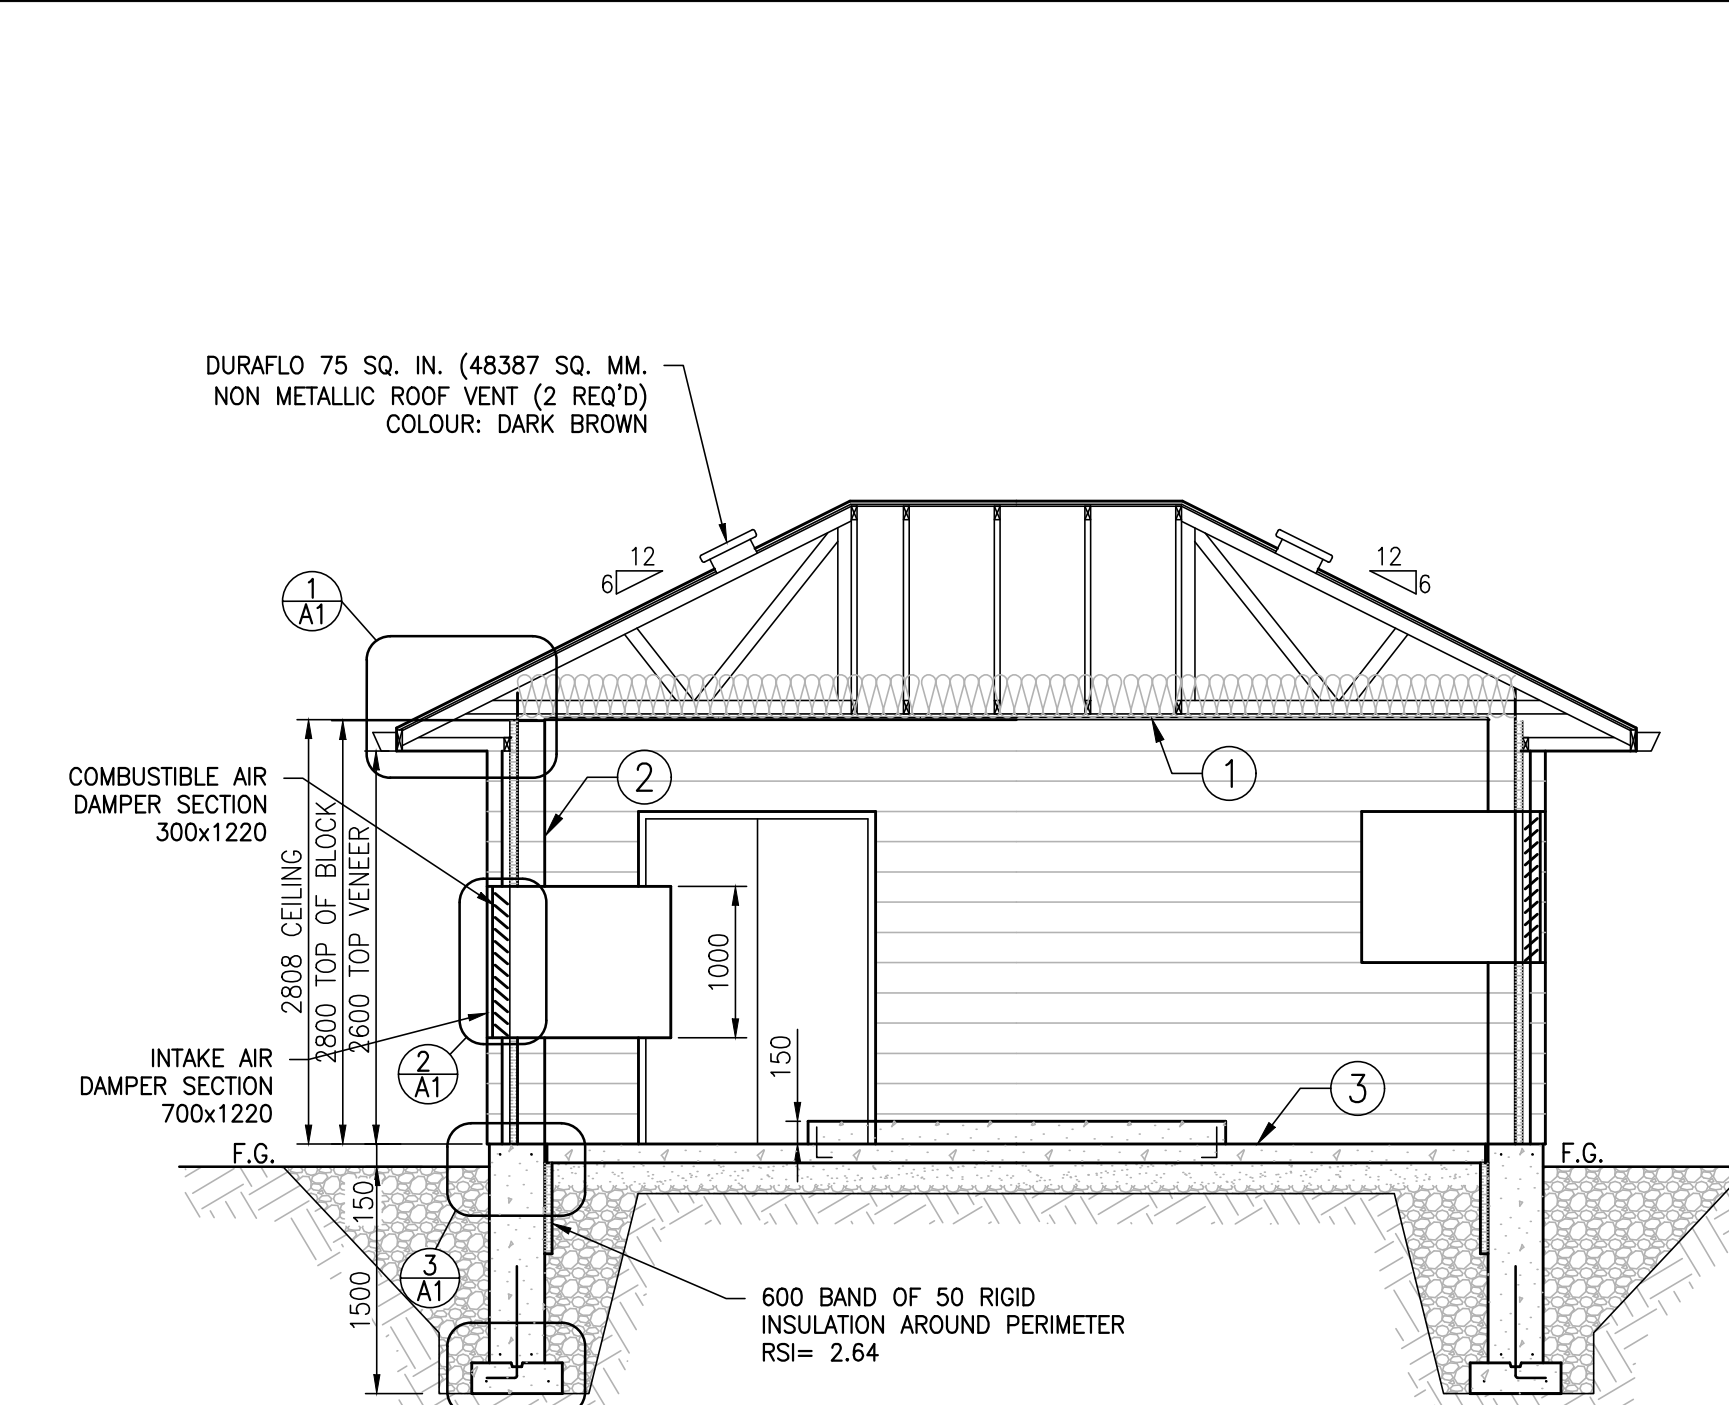 DURAFLO 75 SQ. IN. (48387 SQ. MM.
NON METALLIC ROOF VENT (2 REQ'D)
COLOUR: DARK BROWN
12
6
12
6
1
A1
COMBUSTIBLE AIR
DAMPER SECTION
300x1220
2
1
2808 CEILING
2800 TOP OF BLOCK
2600 TOP VENEER
1000
150
INTAKE AIR
DAMPER SECTION
700x1220
2
A1
3
F.G.
F.G.
150
3
A1
1500
600 BAND OF 50 RIGID
INSULATION AROUND PERIMETER
RSI= 2.64